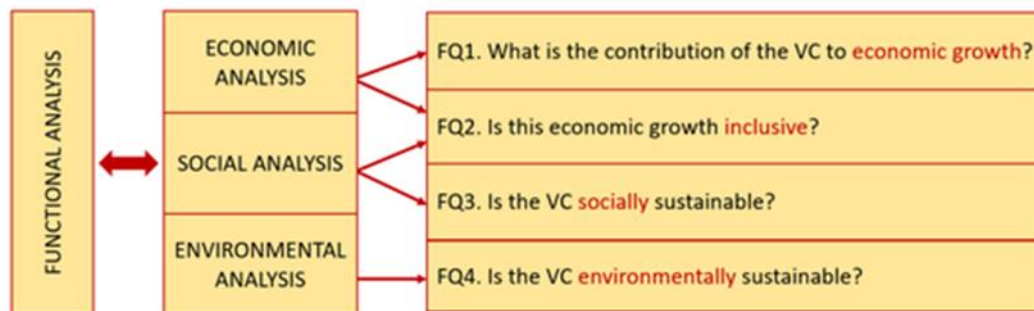 FUNCTIONAL ANALYSIS
ECONOMIC
ANALYSIS
SOCIAL ANALYSIS
ENVIRONMENTAL
ANALYSIS
FQ1. What is the contribution of the VC to economic growth?
FQ2. Is this economic growth inclusive?
FQ3. Is the VC socially sustainable?
FQ4. Is the VC environmentally sustainable?